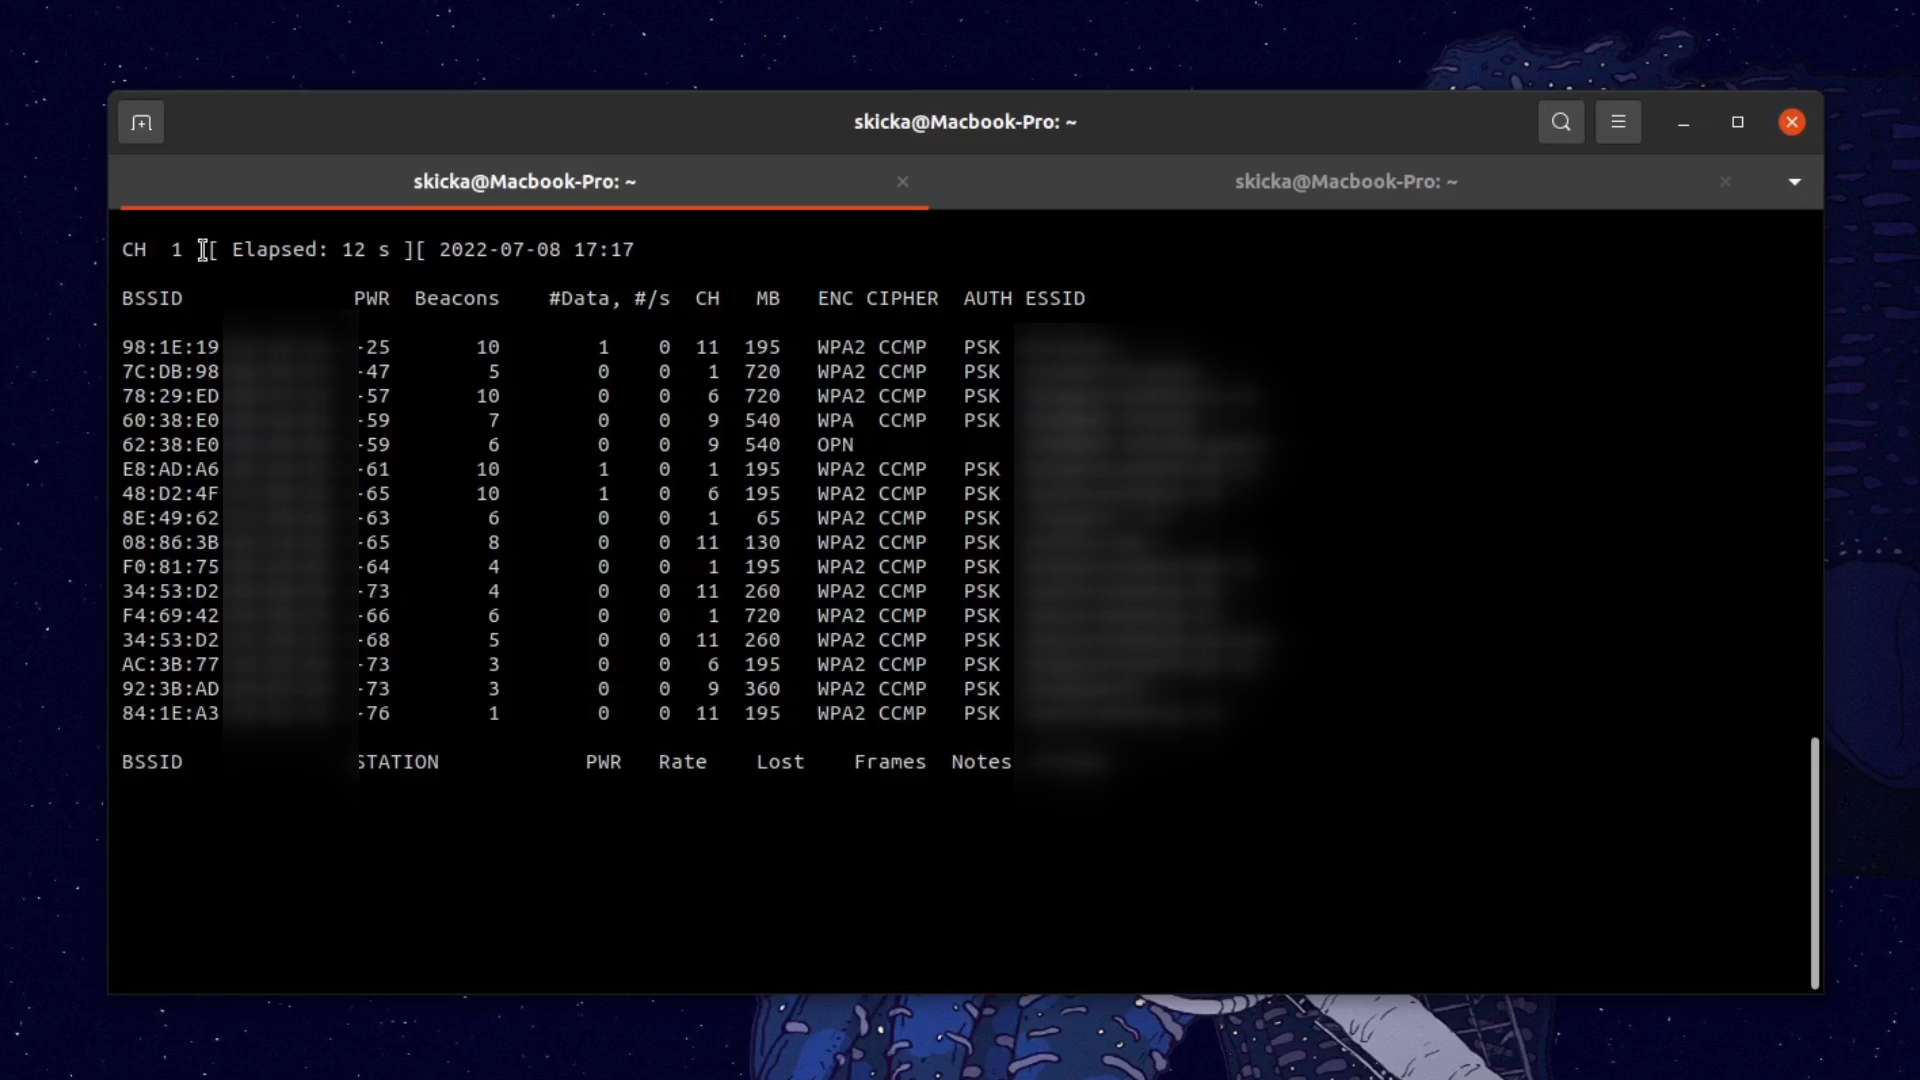 skicka@Macbook-Pro: ~
skicka@Macbook-Pro: ~ skicka@Macbook-Pro: ~
CH 1 ][ Elapsed: 12 s ][ 2022-07-08 17:17
BSSID PWR Beacons #Data, #/s CH MB ENC CIPHER AUTH ESSID
98:1E:19 -25 10 1 0 11 195 WPA2 CCMP PSK
7C:DB:98 -47 5 0 0 1 720 WPA2 CCMP PSK
78:29:ED -57 10 0 0 6 720 WPA2 CCMP PSK
60:38:E0 -59 7 0 0 9 540 WPA CCMP PSK
62:38:E0 -59 6 0 0 9 540 OPN
E8:AD:A6 -61 10 1 0 1 195 WPA2 CCMP PSK
48:D2:4F -65 10 1 0 6 195 WPA2 CCMP PSK
8E:49:62 -63 6 0 0 1 65 WPA2 CCMP PSK
08:86:3B -65 8 0 0 11 130 WPA2 CCMP PSK
F0:81:75 -64 4 0 0 1 195 WPA2 CCMP PSK
34:53:D2 -73 4 0 0 11 260 WPA2 CCMP PSK
F4:69:42 -66 6 0 0 1 720 WPA2 CCMP PSK
34:53:D2 -68 5 0 0 11 260 WPA2 CCMP PSK
AC:3B:77 -73 3 0 0 6 195 WPA2 CCMP PSK
92:3B:AD -73 3 0 0 9 360 WPA2 CCMP PSK
84:1E:A3 -76 1 0 0 11 195 WPA2 CCMP PSK
BSSID STATION PWR Rate Lost Frames Notes